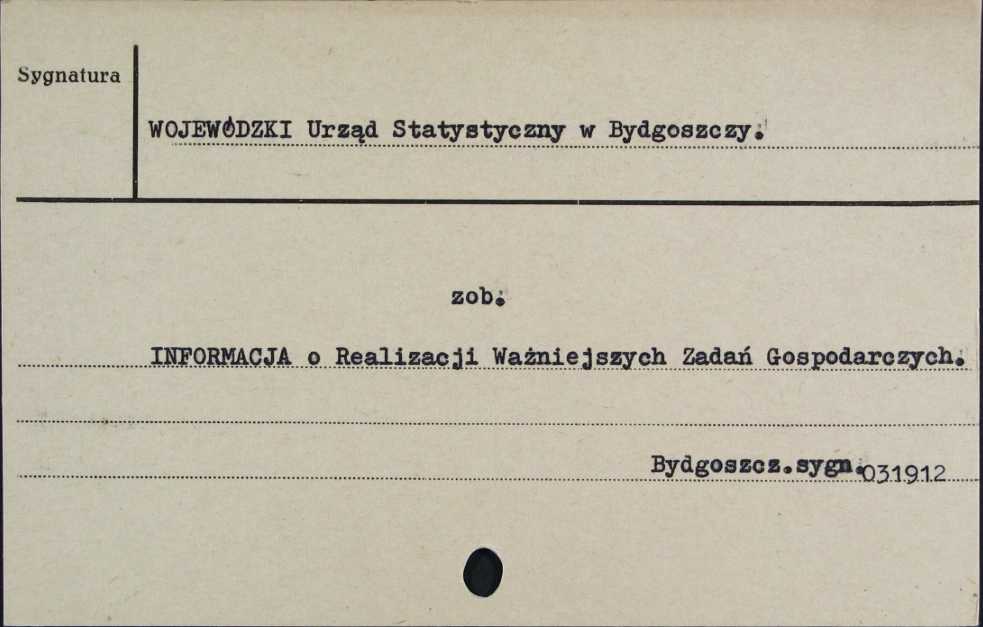 Sygnatura
WOJEWÓDZKI Urząd Statystyczny w Bydgoszczy.
zob.
INFORMACJA o Realizacji Ważniejszych Zadań Gospodarczych.
Bydgoszcz.sygn.031912